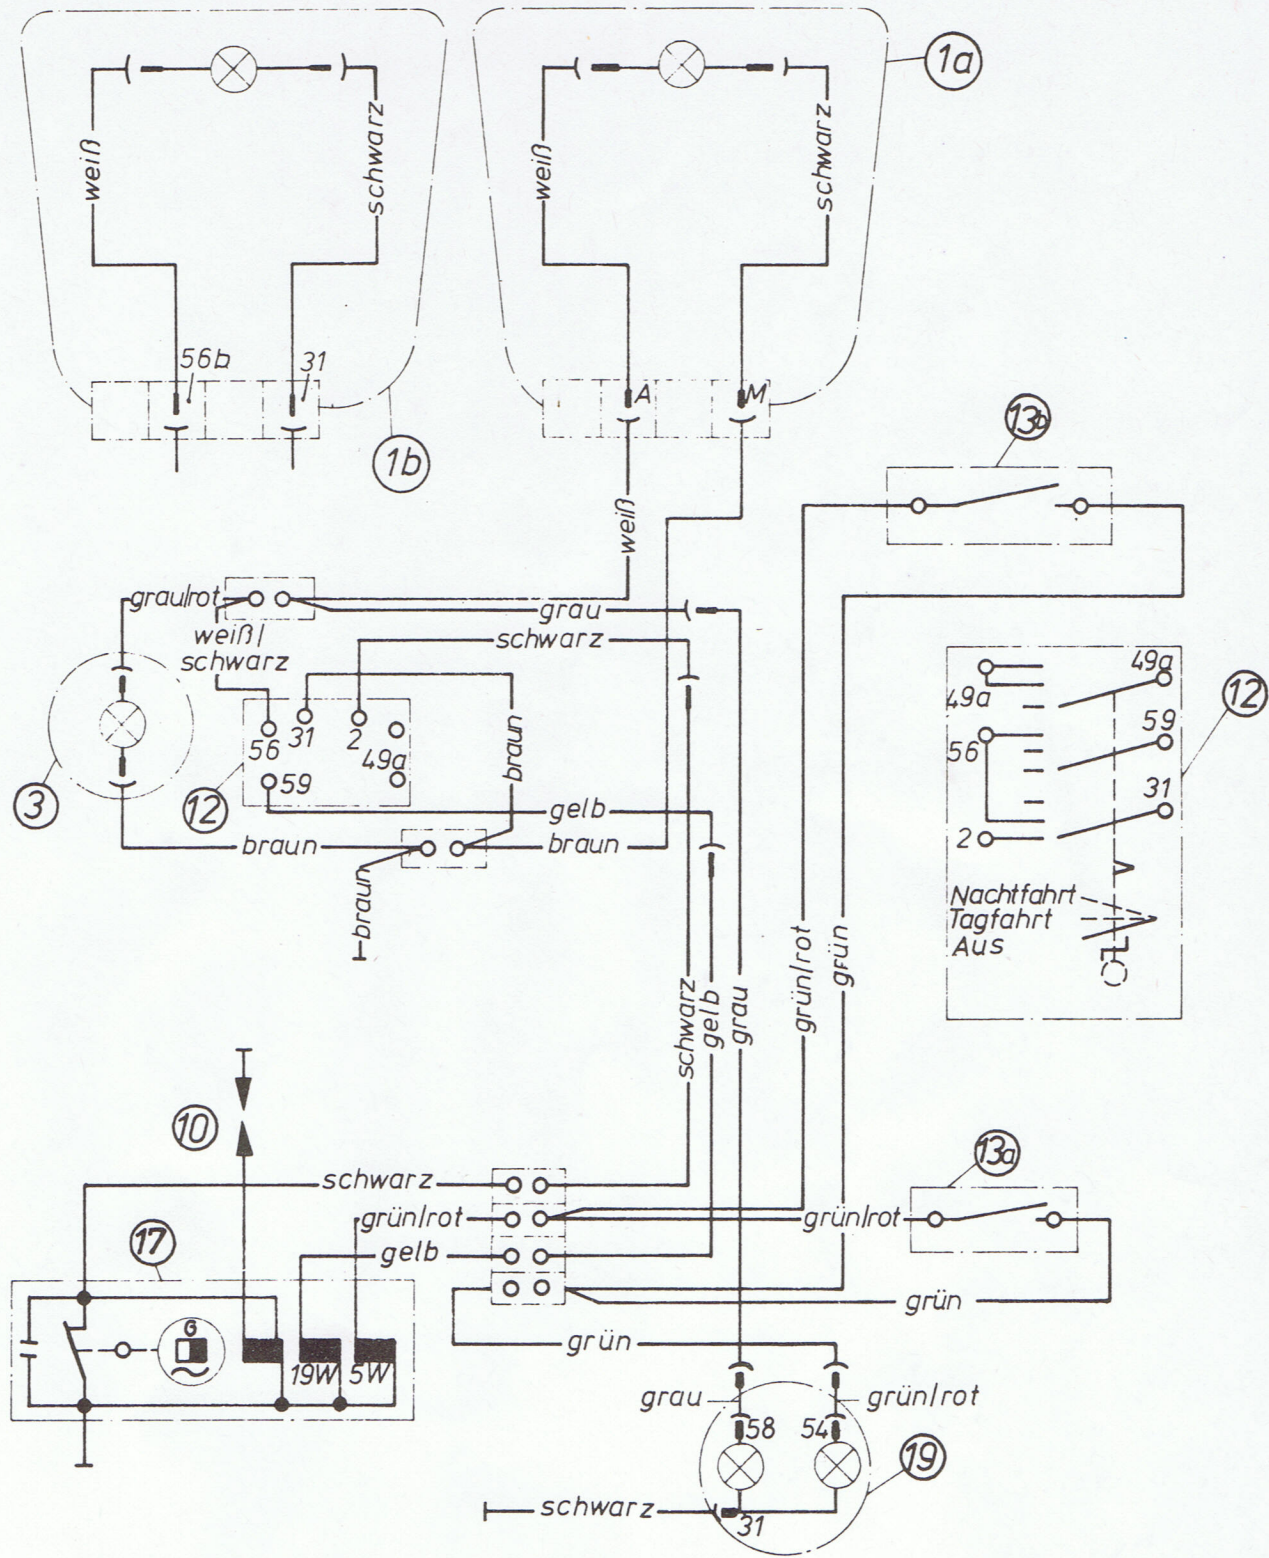 1a
weiß
schwarz
weiß
schwarz
56b
31
A
M
1b
13b
weiß
grau/rot
grau
weiß/
schwarz
schwarz
49a
49a
12
56
31
2
49a
59
56
59
31
3
12
braun
gelb
2
braun
braun
braun
Nachtfahrt
Tagfahrt
Aus
schwarz
gelb
grau
grün/rot
grün
10
13a
schwarz
grün/rot
grün/rot
17
gelb
grün
G
grün
19W
5W
grau
grün/rot
58
54
19
schwarz
31